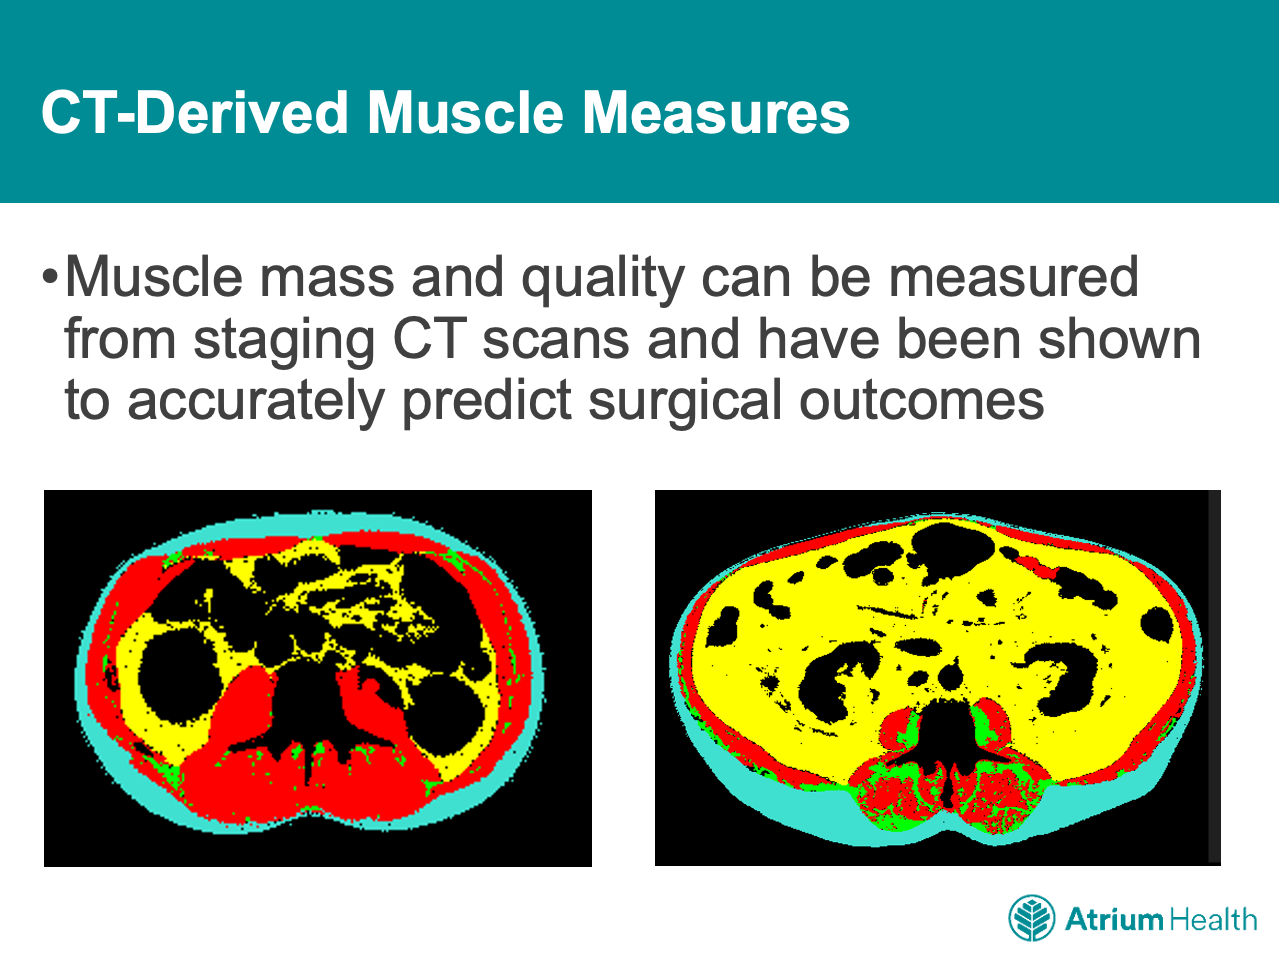 CT-Derived Muscle Measures
•Muscle mass and quality can be measured
from staging CT scans and have been shown
to accurately predict surgical outcomes
Atrium Health